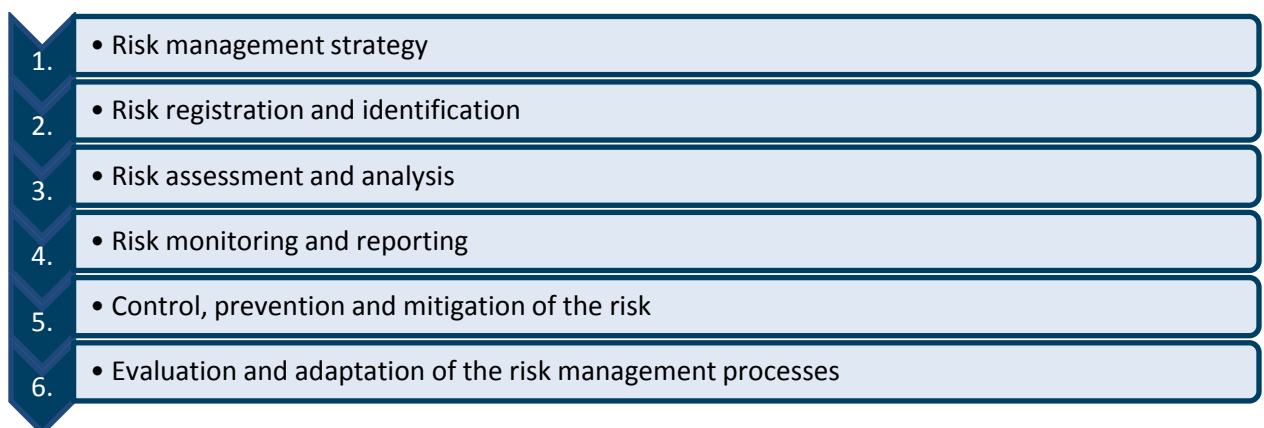 1. • Risk management strategy
2. • Risk registration and identification
3. • Risk assessment and analysis
4. • Risk monitoring and reporting
5. • Control, prevention and mitigation of the risk
6. • Evaluation and adaptation of the risk management processes